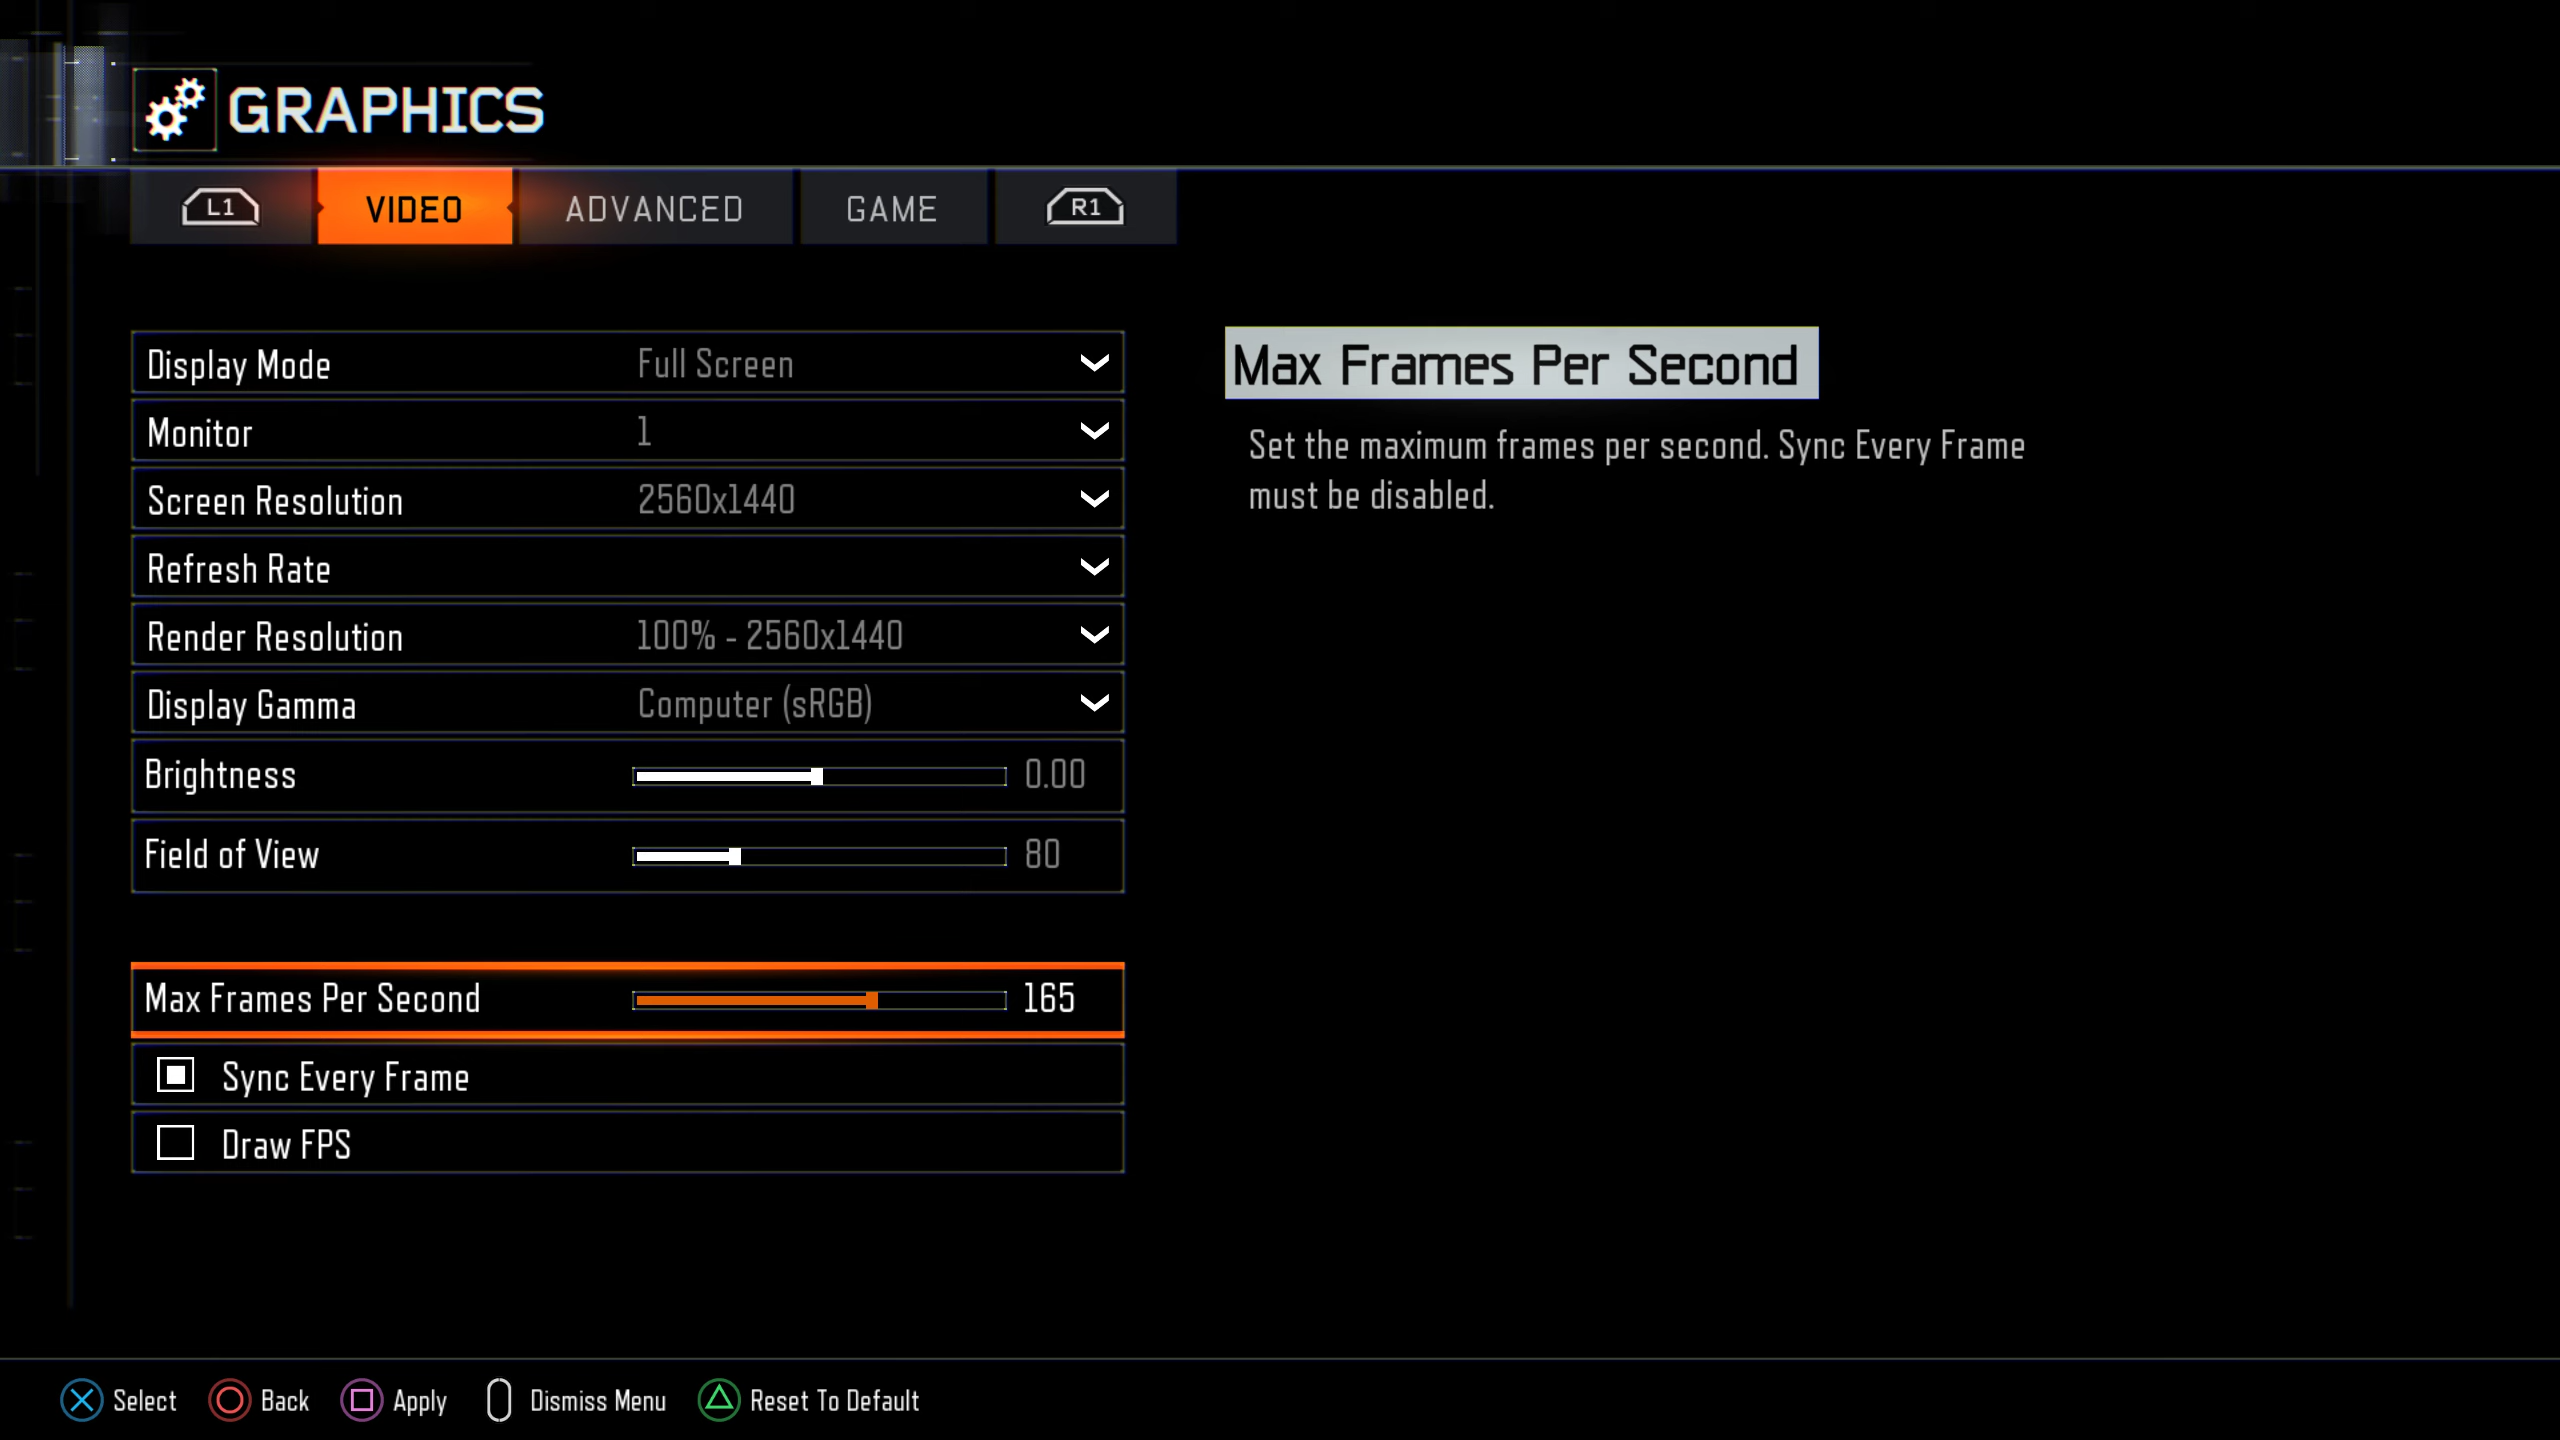 GRAPHICS
L1 VIDEO ADVANCED GAME R1
Display Mode Full Screen
Monitor 1
Screen Resolution 2560x1440
Refresh Rate
Render Resolution 100% - 2560x1440
Display Gamma Computer (sRGB)
Brightness 0.00
Field of View 80
Max Frames Per Second 165
Sync Every Frame
Draw FPS
Max Frames Per Second
Set the maximum frames per second. Sync Every Frame
must be disabled.
Select Back Apply Dismiss Menu Reset To Default